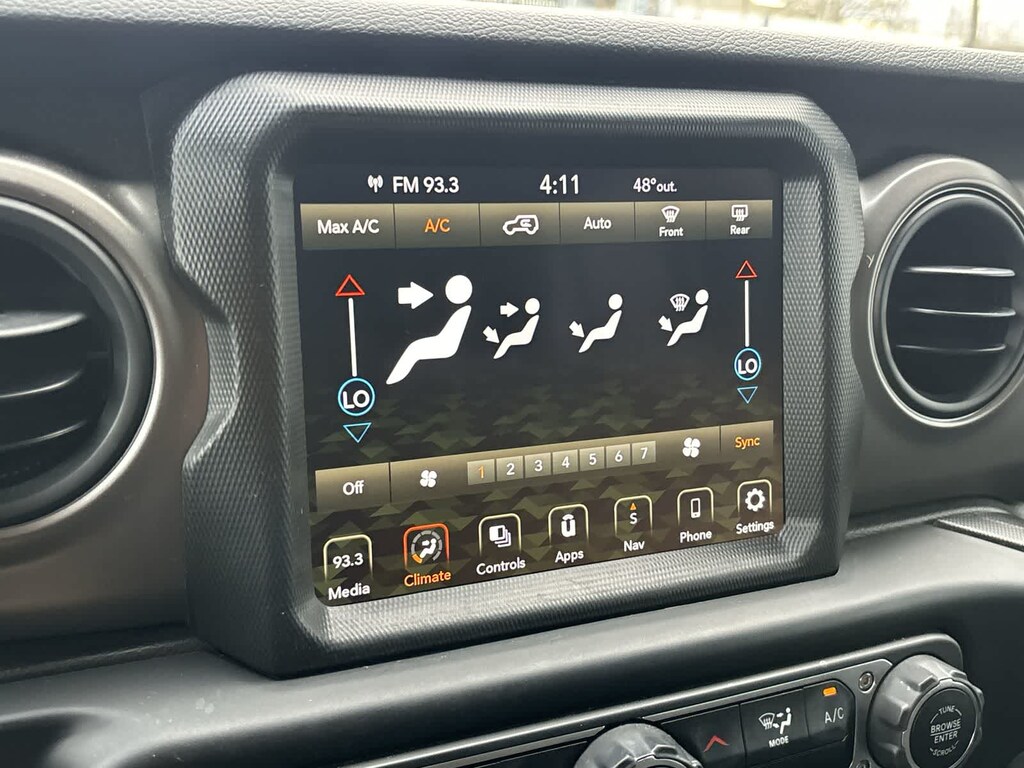 FM 93.3 4:11 48°out.
Max A/C A/C Auto Front Rear
LO LO
Off 1 2 3 4 5 6 7 Sync
93.3 S
Media Climate Controls Apps Nav Phone Settings
MODE A/C
TUNE
BROWSE
ENTER
SCROLL